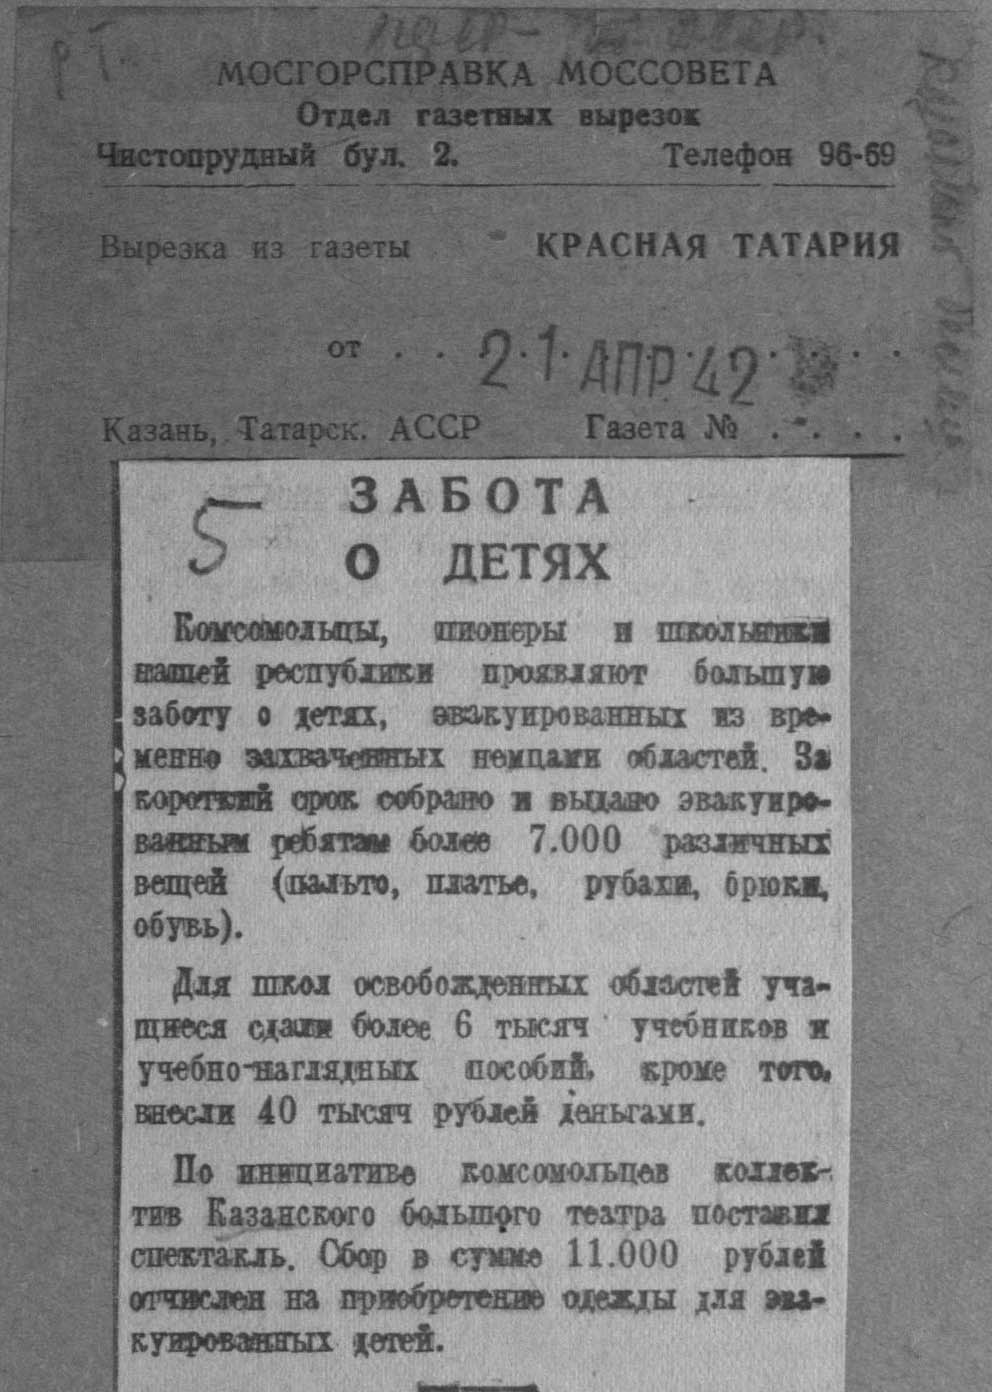 МОСГОРСПРАВКА МОССОВЕТА
Отдел газетных вырезок
Чистопрудный бул. 2. Телефон 96-69
Вырезка из газеты КРАСНАЯ ТАТАРИЯ
от . . 21 АПР 42 . . .
Казань, Татарск. АССР Газета № . . . .
5
ЗАБОТА
О ДЕТЯХ
Комсомольцы, пионеры и школьники
нашей республики проявляют большую
заботу о детях, эвакуированных из вре-
менно захваченных немцами областей. За
короткий срок собрано и выдано эвакуиро-
ванным ребятам более 7.000 различных
вещей (пальто, платье, рубахи, брюки,
обувь).
Для школ освобожденных областей уча-
щиеся сдали более 6 тысяч учебников и
учебно-наглядных пособий, кроме того,
внесли 40 тысяч рублей деньгами.
По инициативе комсомольцев коллек-
тив Казанского большого театра поставил
спектакль. Сбор в сумме 11.000 рублей
отчислен на приобретение одежды для эва-
куированных детей.